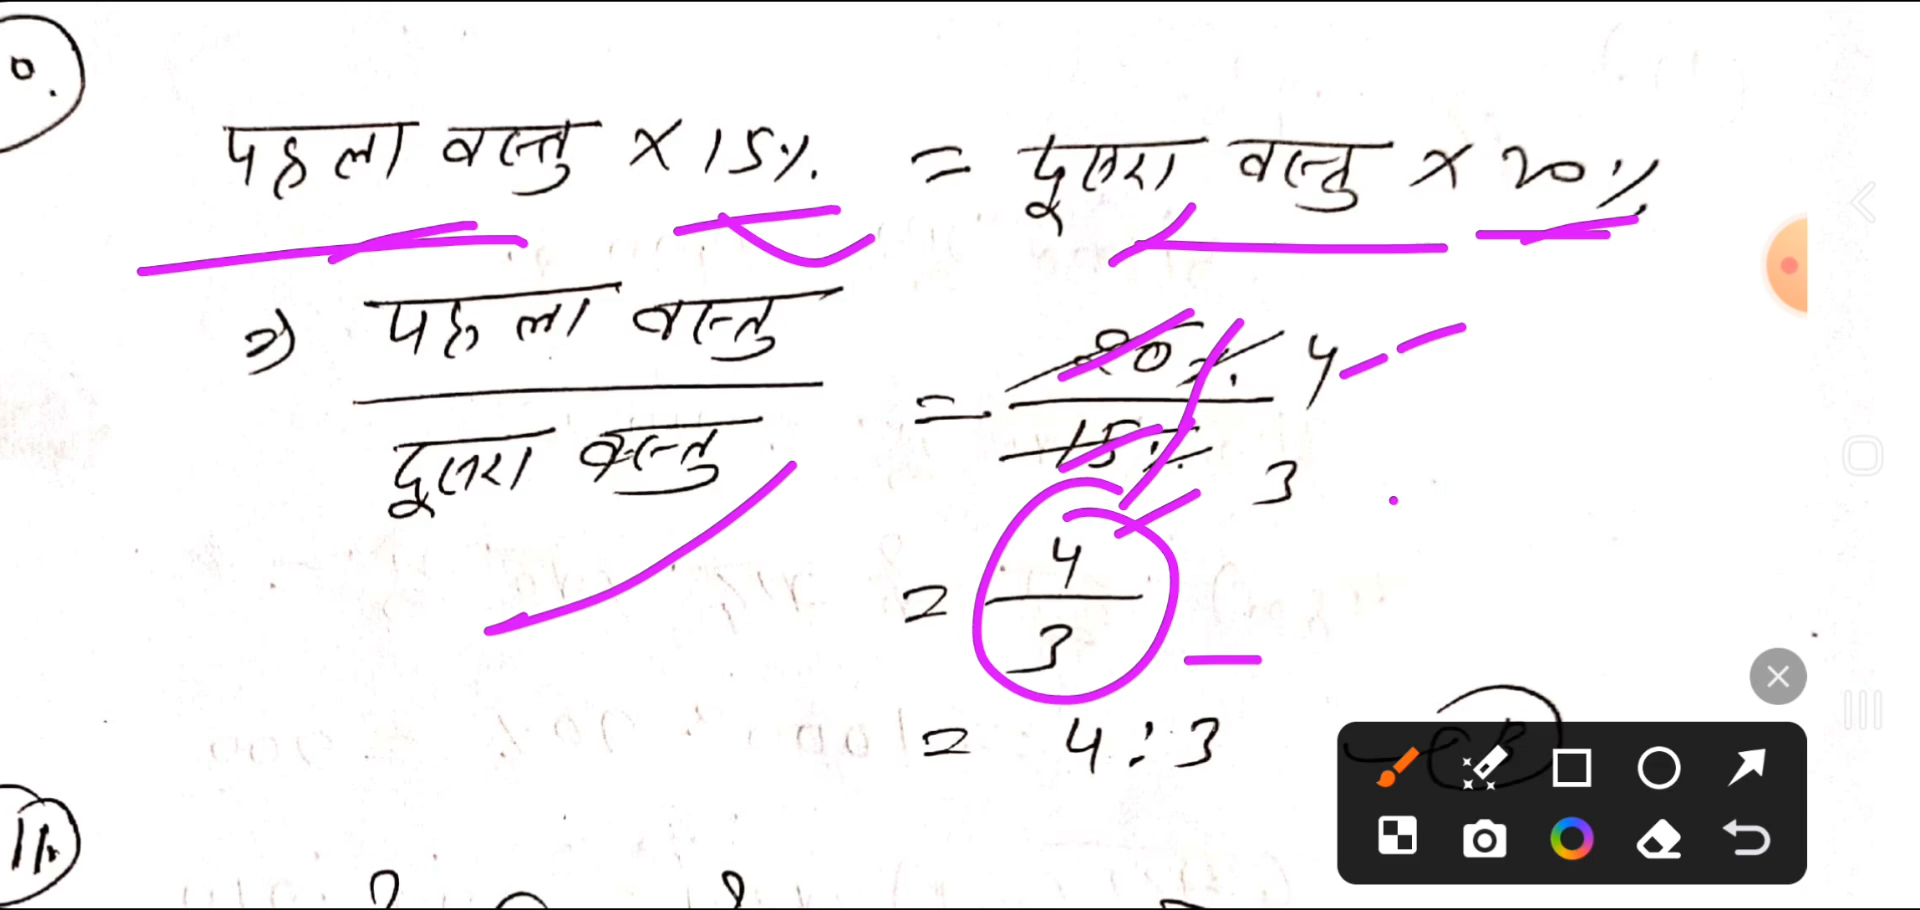 0.
पहला वस्तु × 15% = दूसरा वस्तु × 20%
⇒ पहला वस्तु / दूसरा वस्तु = 20% / 15% 4 / 3
= 4/3
= 4 : 3
11.